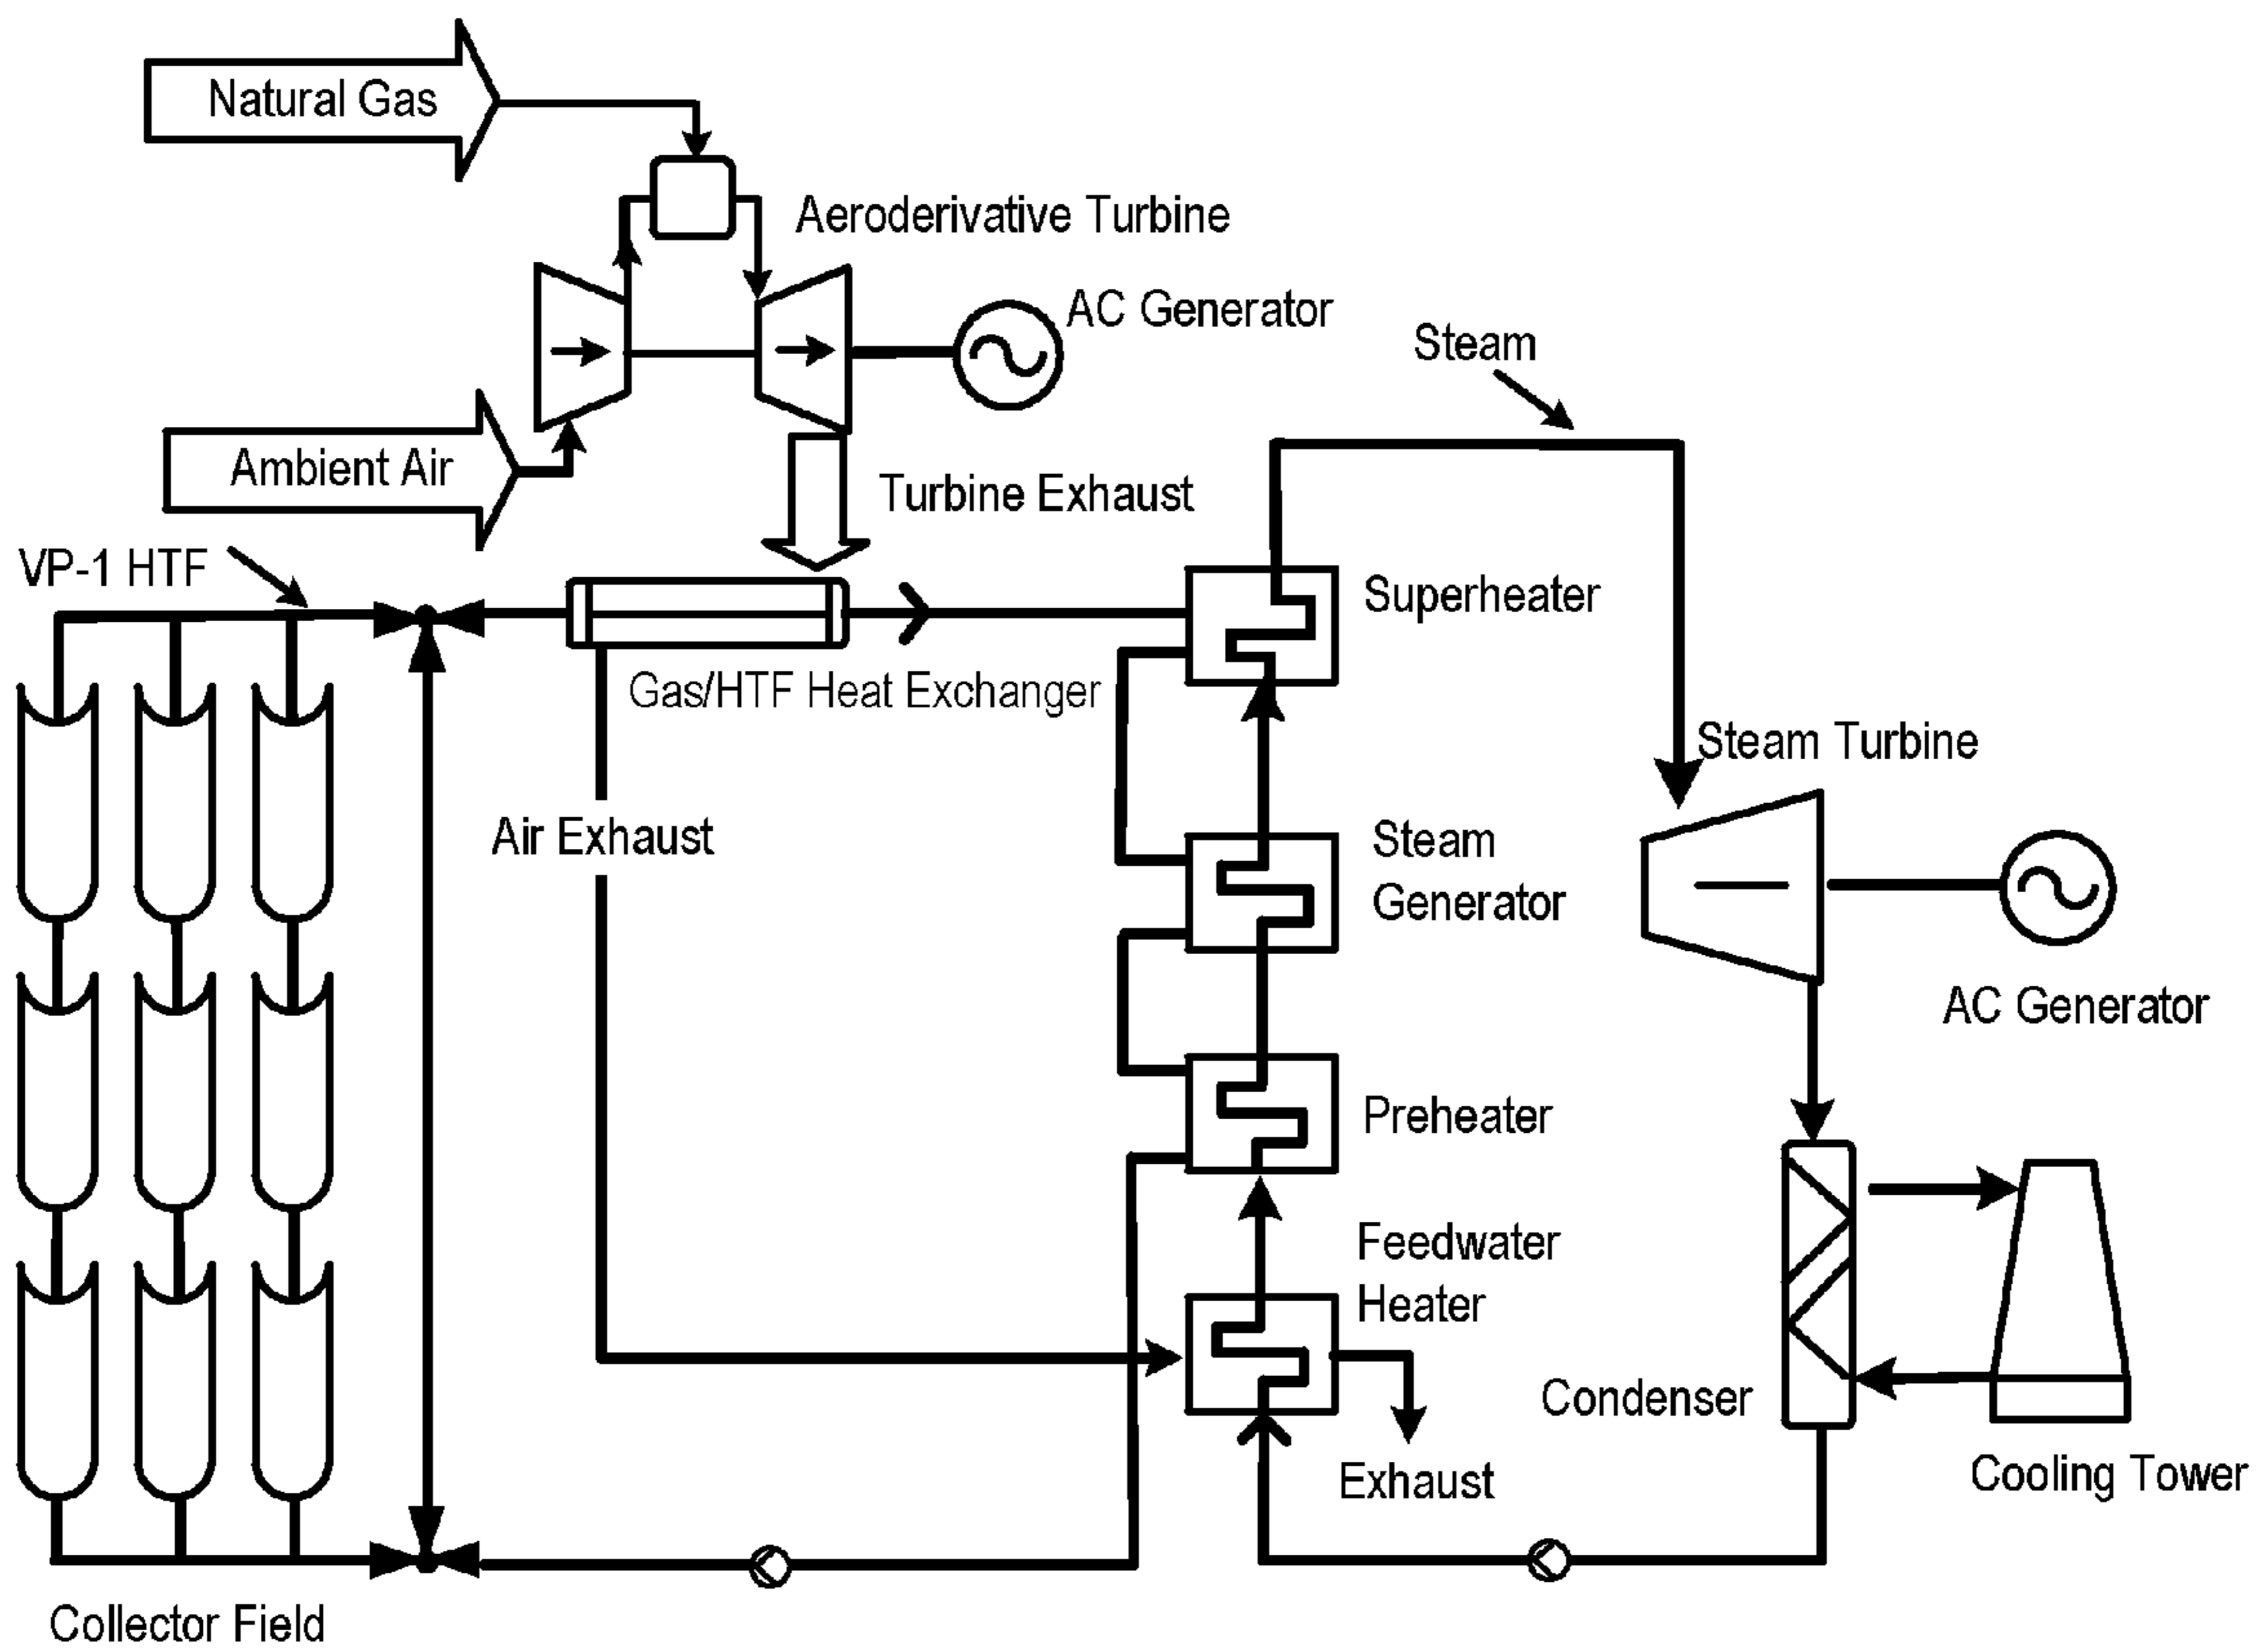 Natural Gas
Aeroderivative Turbine
AC Generator
Steam
Ambient Air
Turbine Exhaust
VP-1 HTF
Superheater
Gas/HTF Heat Exchanger
Steam Turbine
Air Exhaust
Steam
Generator
AC Generator
Preheater
Feedwater
Heater
Condenser
Exhaust
Cooling Tower
Collector Field